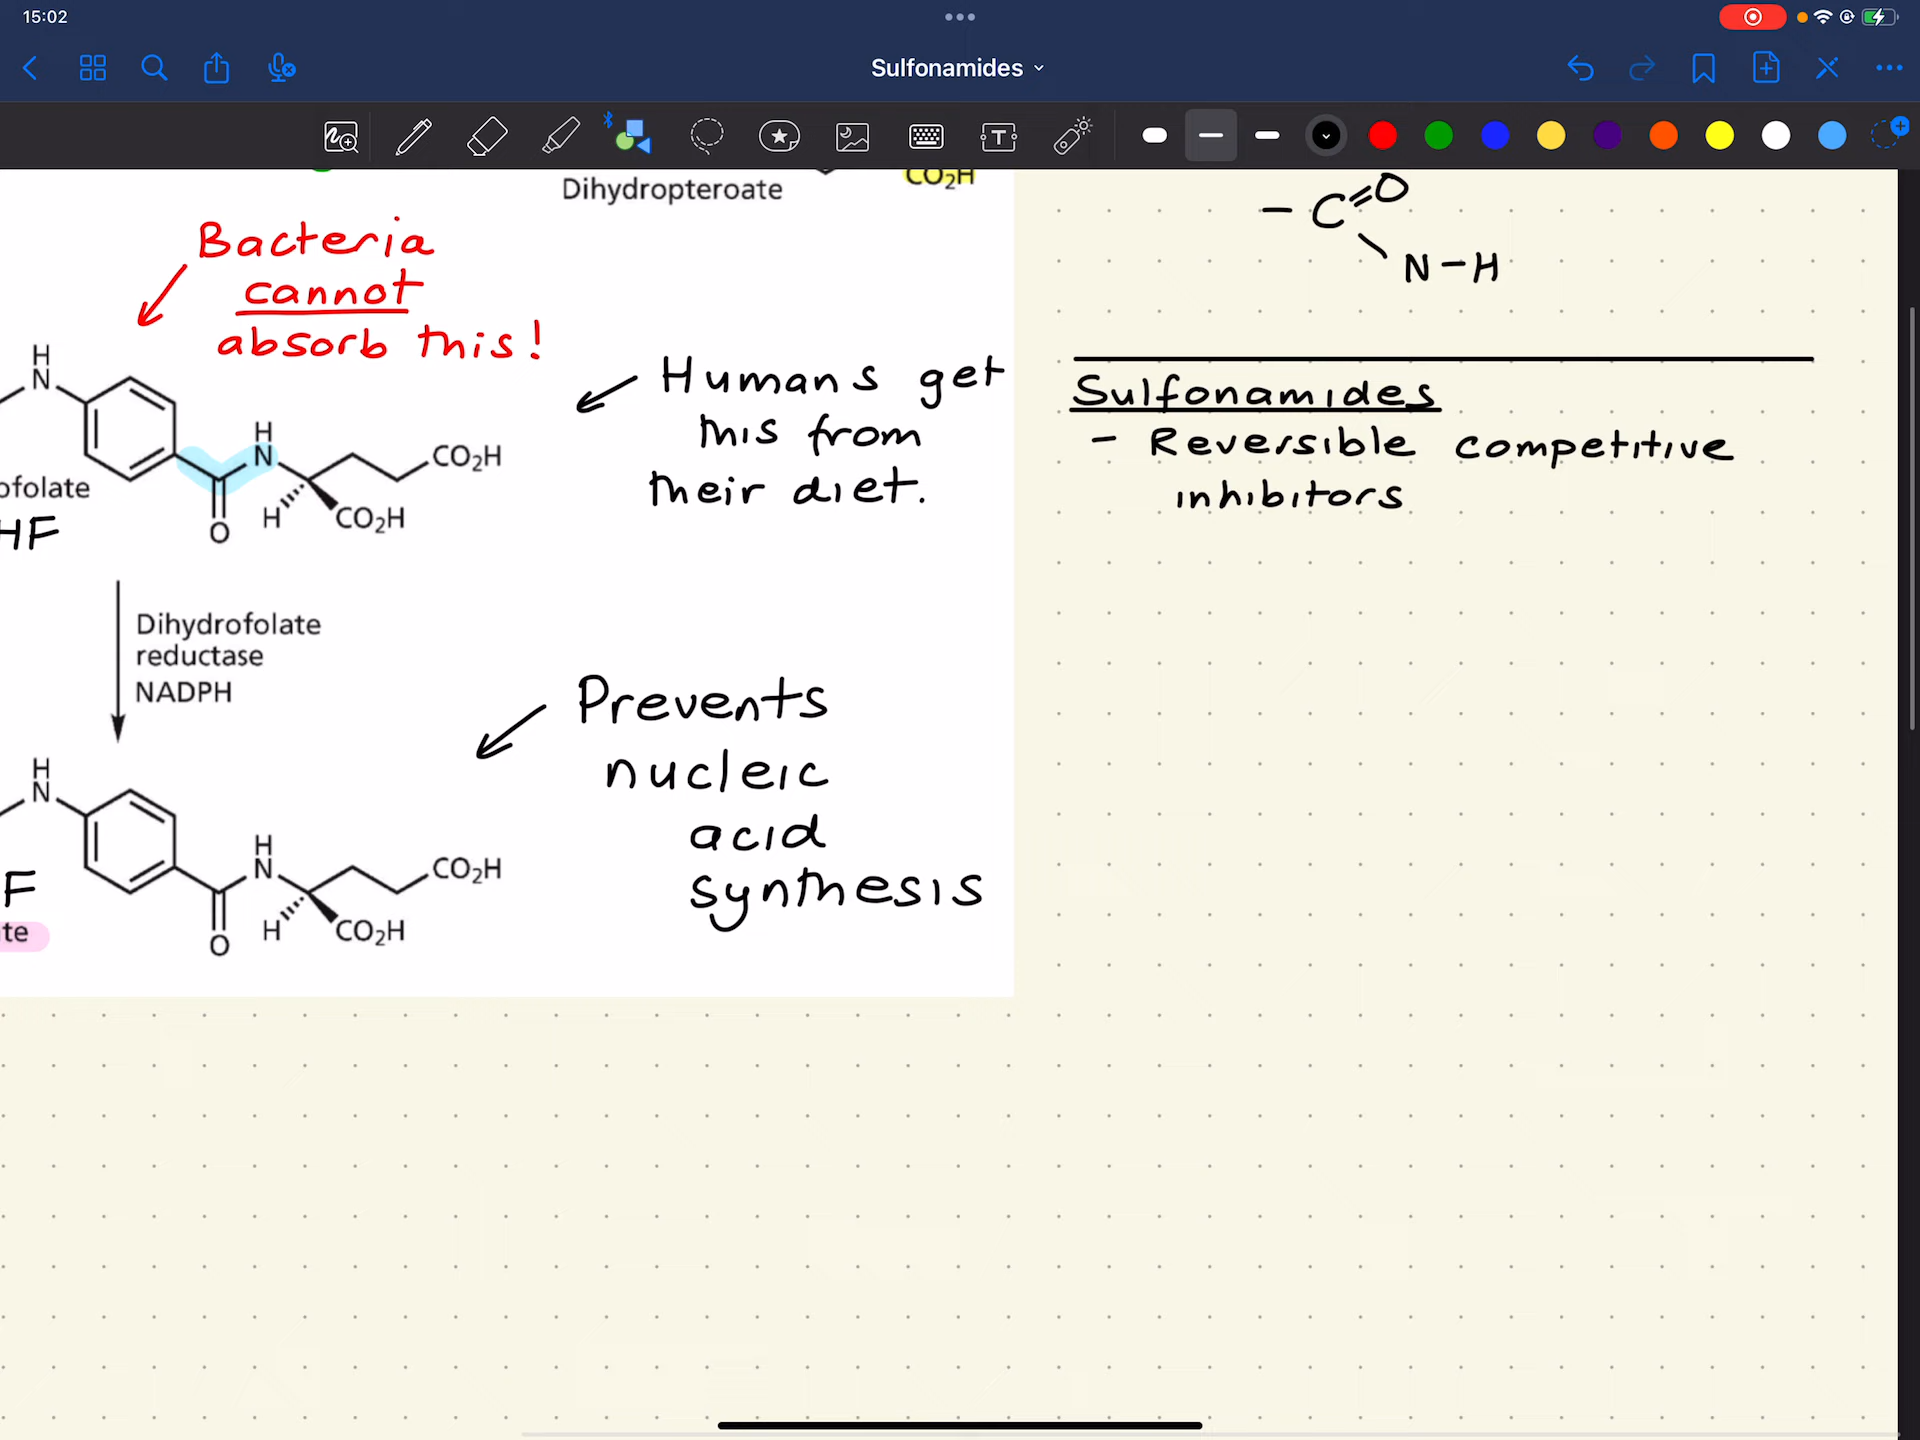 15:02
Sulfonamides
Dihydropteroate
CO₂H
Bacteria
cannot
absorb this!
Humans get
this from
their diet.
H
N
H
N
CO₂H
H
CO₂H
O
ofolate
HF
Dihydrofolate
reductase
NADPH
Prevents
nucleic
acid
synthesis
H
N
H
N
CO₂H
H
CO₂H
O
F
te
- C=O
N-H
Sulfonamides
- Reversible competitive
inhibitors